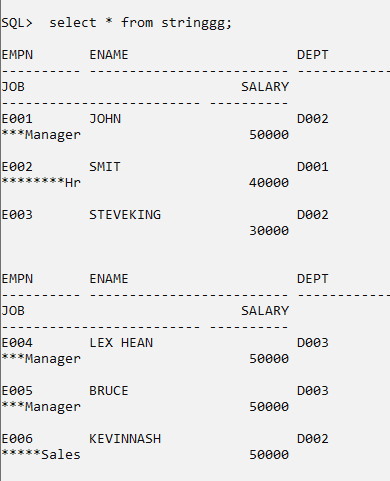 SQL>  select * from stringgg;
EMPN       ENAME                     DEPT
---------- ------------------------- ------------
JOB                           SALARY
------------------------- ----------
E001       JOHN                      D002
***Manager                     50000
E002       SMIT                      D001
********Hr                     40000
E003       STEVEKING                 D002
                               30000
EMPN       ENAME                     DEPT
---------- ------------------------- ------------
JOB                           SALARY
------------------------- ----------
E004       LEX HEAN                  D003
***Manager                     50000
E005       BRUCE                     D003
***Manager                     50000
E006       KEVINNASH                 D002
*****Sales                     50000